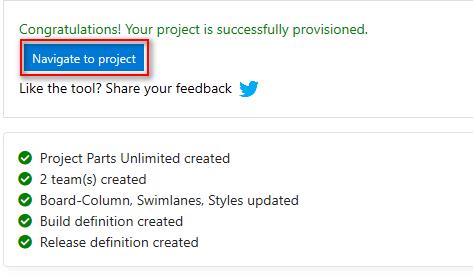 Congratulations! Your project is successfully provisioned.
Navigate to project
Like the tool? Share your feedback
Project Parts Unlimited created
2 team(s) created
Board-Column, Swimlanes, Styles updated
Build definition created
Release definition created